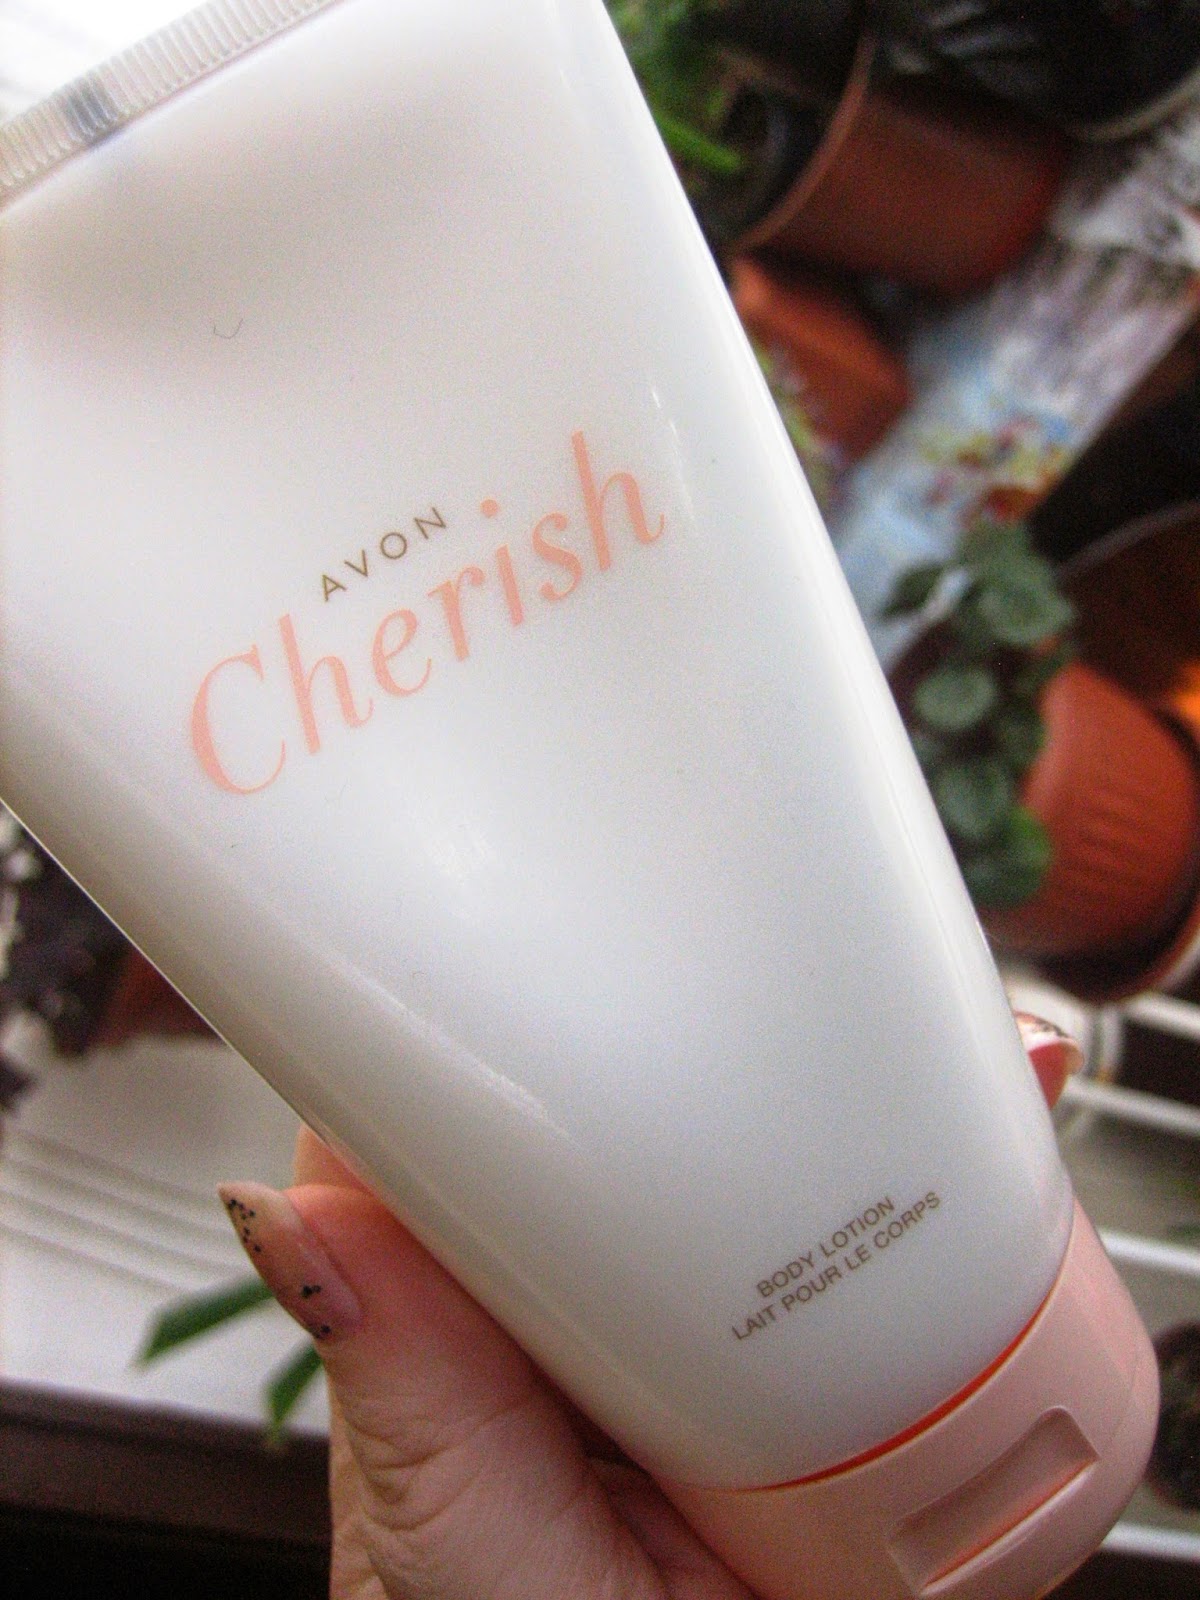 AVON
Cherish
BODY LOTION
LAIT POUR LE CORPS